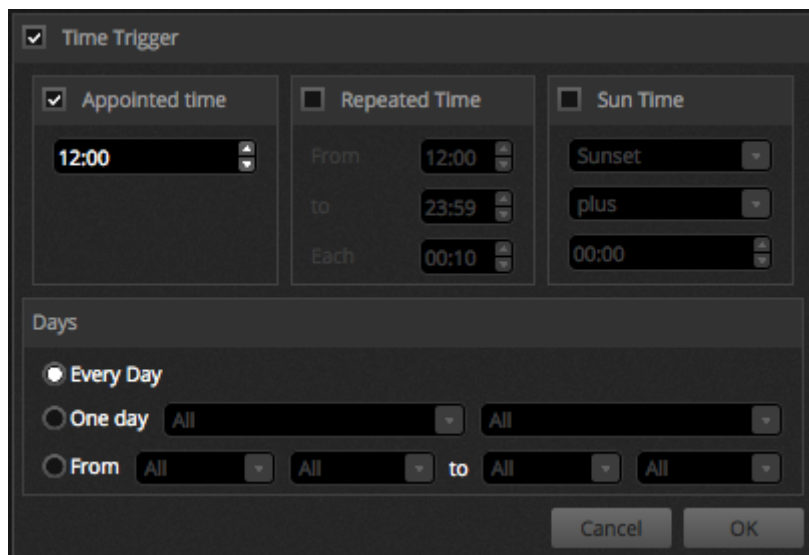 Time Trigger
Appointed time
12:00
Repeated Time
From 12:00
to 23:59
Each 00:10
Sun Time
Sunset
plus
00:00
Days
Every Day
One day All All
From All All to All All
Cancel OK